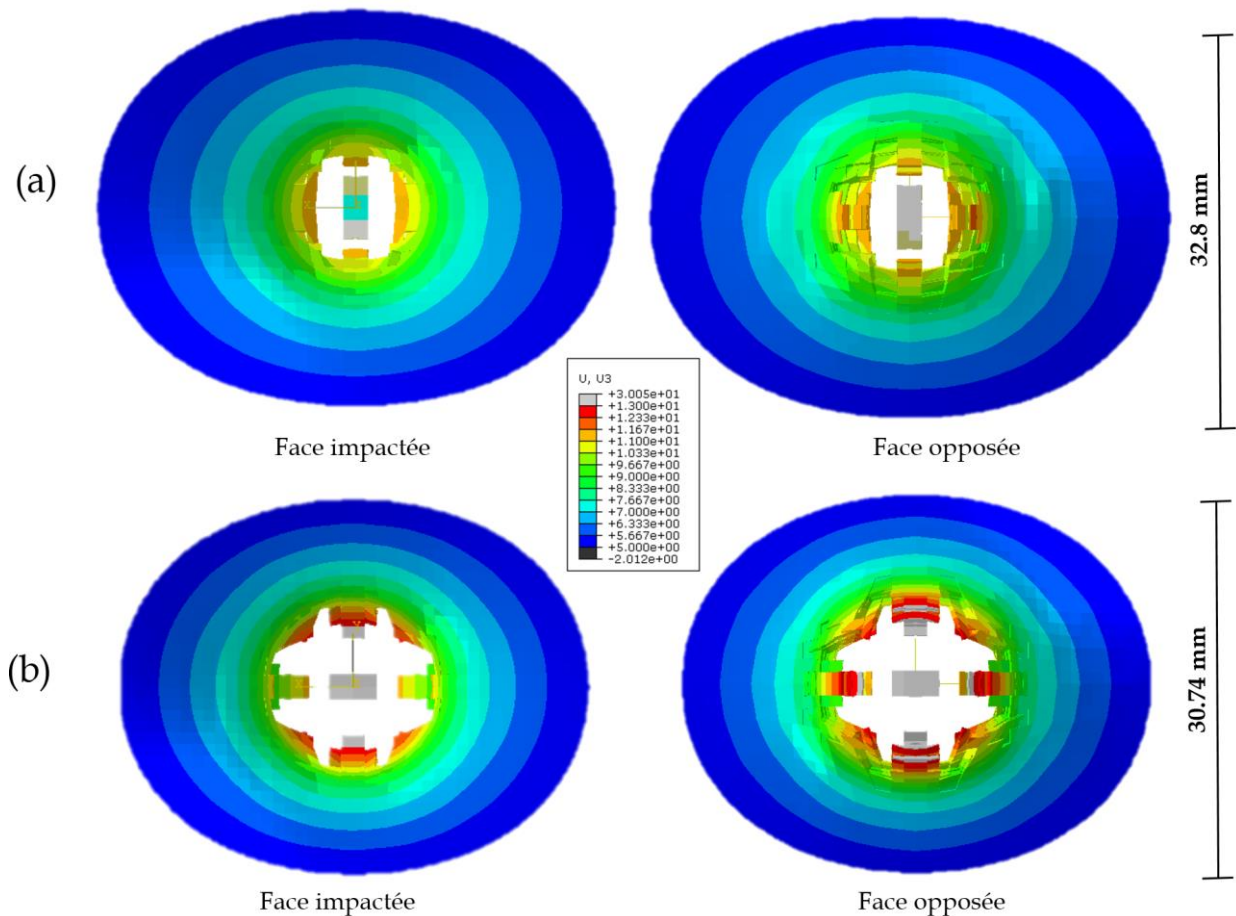 (a)
32.8 mm
Face impactée
Face opposée
U, U3
+3.005e+01
+1.300e+01
+1.233e+01
+1.167e+01
+1.100e+01
+1.033e+01
+9.667e+00
+9.000e+00
+8.333e+00
+7.667e+00
+7.000e+00
+6.333e+00
+5.667e+00
+5.000e+00
-2.012e+00
(b)
30.74 mm
Face impactée
Face opposée